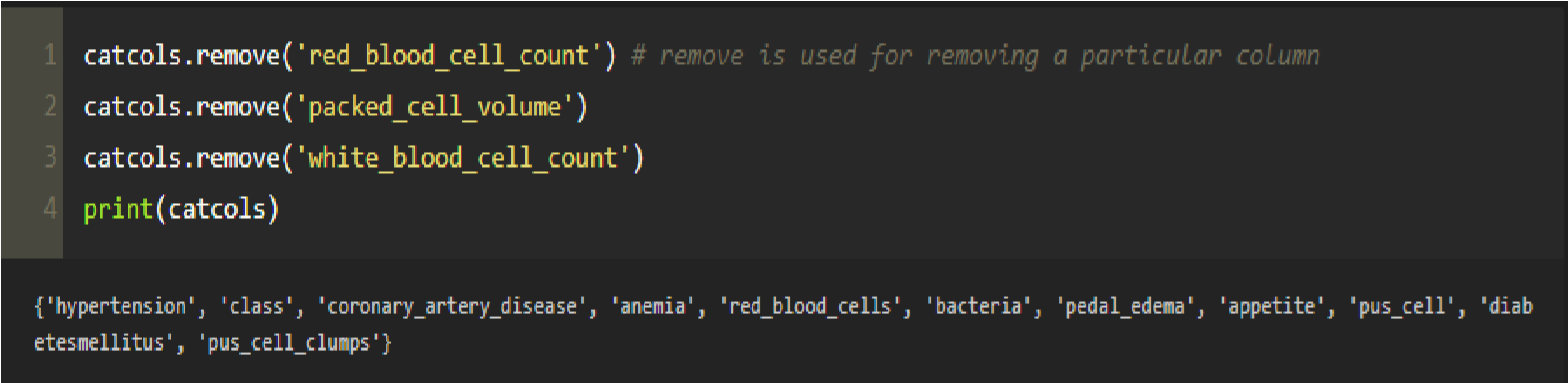 1 catcols.remove('red_blood_cell_count') # remove is used for removing a particular column
2 catcols.remove('packed_cell_volume')
3 catcols.remove('white_blood_cell_count')
4 print(catcols)
{'hypertension', 'class', 'coronary_artery_disease', 'anemia', 'red_blood_cells', 'bacteria', 'pedal_edema', 'appetite', 'pus_cell', 'diab
etesmellitus', 'pus_cell_clumps'}